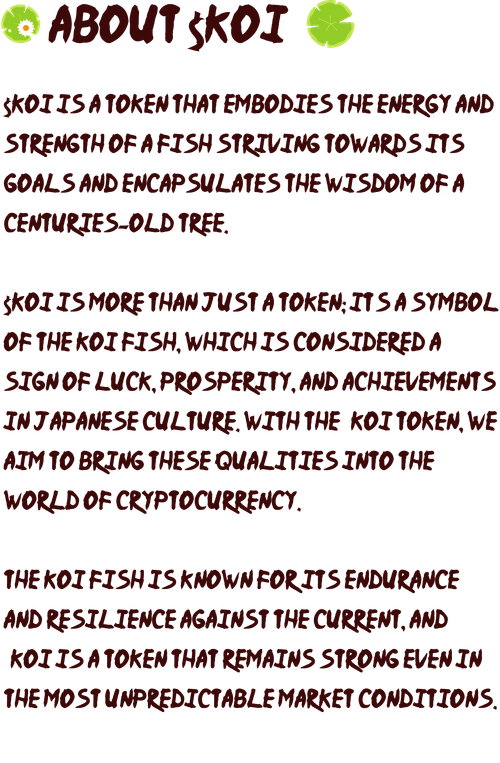 ABOUT $KOI
$KOI IS A TOKEN THAT EMBODIES THE ENERGY AND
STRENGTH OF A FISH STRIVING TOWARDS ITS
GOALS AND ENCAPSULATES THE WISDOM OF A
CENTURIES-OLD TREE.
$KOI IS MORE THAN JUST A TOKEN; IT S A SYMBOL
OF THE KOI FISH, WHICH IS CONSIDERED A
SIGN OF LUCK, PROSPERITY, AND ACHIEVEMENTS
IN JAPANESE CULTURE. WITH THE KOI TOKEN, WE
AIM TO BRING THESE QUALITIES INTO THE
WORLD OF CRYPTOCURRENCY.
THE KOI FISH IS KNOWN FOR ITS ENDURANCE
AND RESILIENCE AGAINST THE CURRENT, AND
KOI IS A TOKEN THAT REMAINS STRONG EVEN IN
THE MOST UNPREDICTABLE MARKET CONDITIONS.